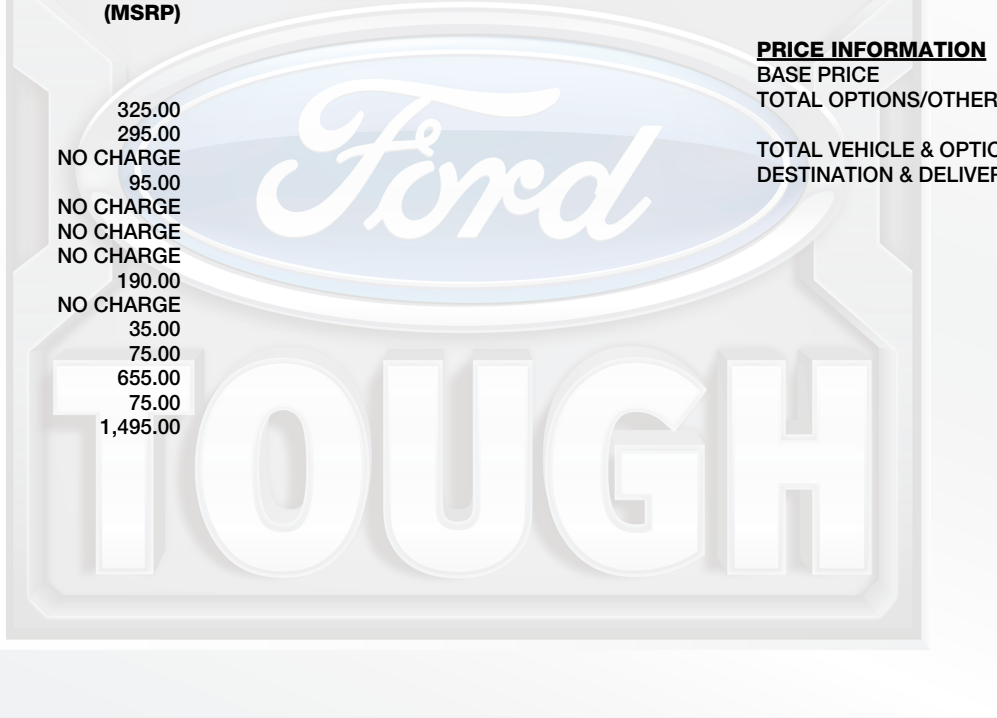 (MSRP)
325.00
295.00
NO CHARGE
95.00
NO CHARGE
NO CHARGE
NO CHARGE
190.00
NO CHARGE
35.00
75.00
655.00
75.00
1,495.00
PRICE INFORMATION
BASE PRICE
TOTAL OPTIONS/OTHER
TOTAL VEHICLE & OPTIO
DESTINATION & DELIVER
Ford
TOUGH